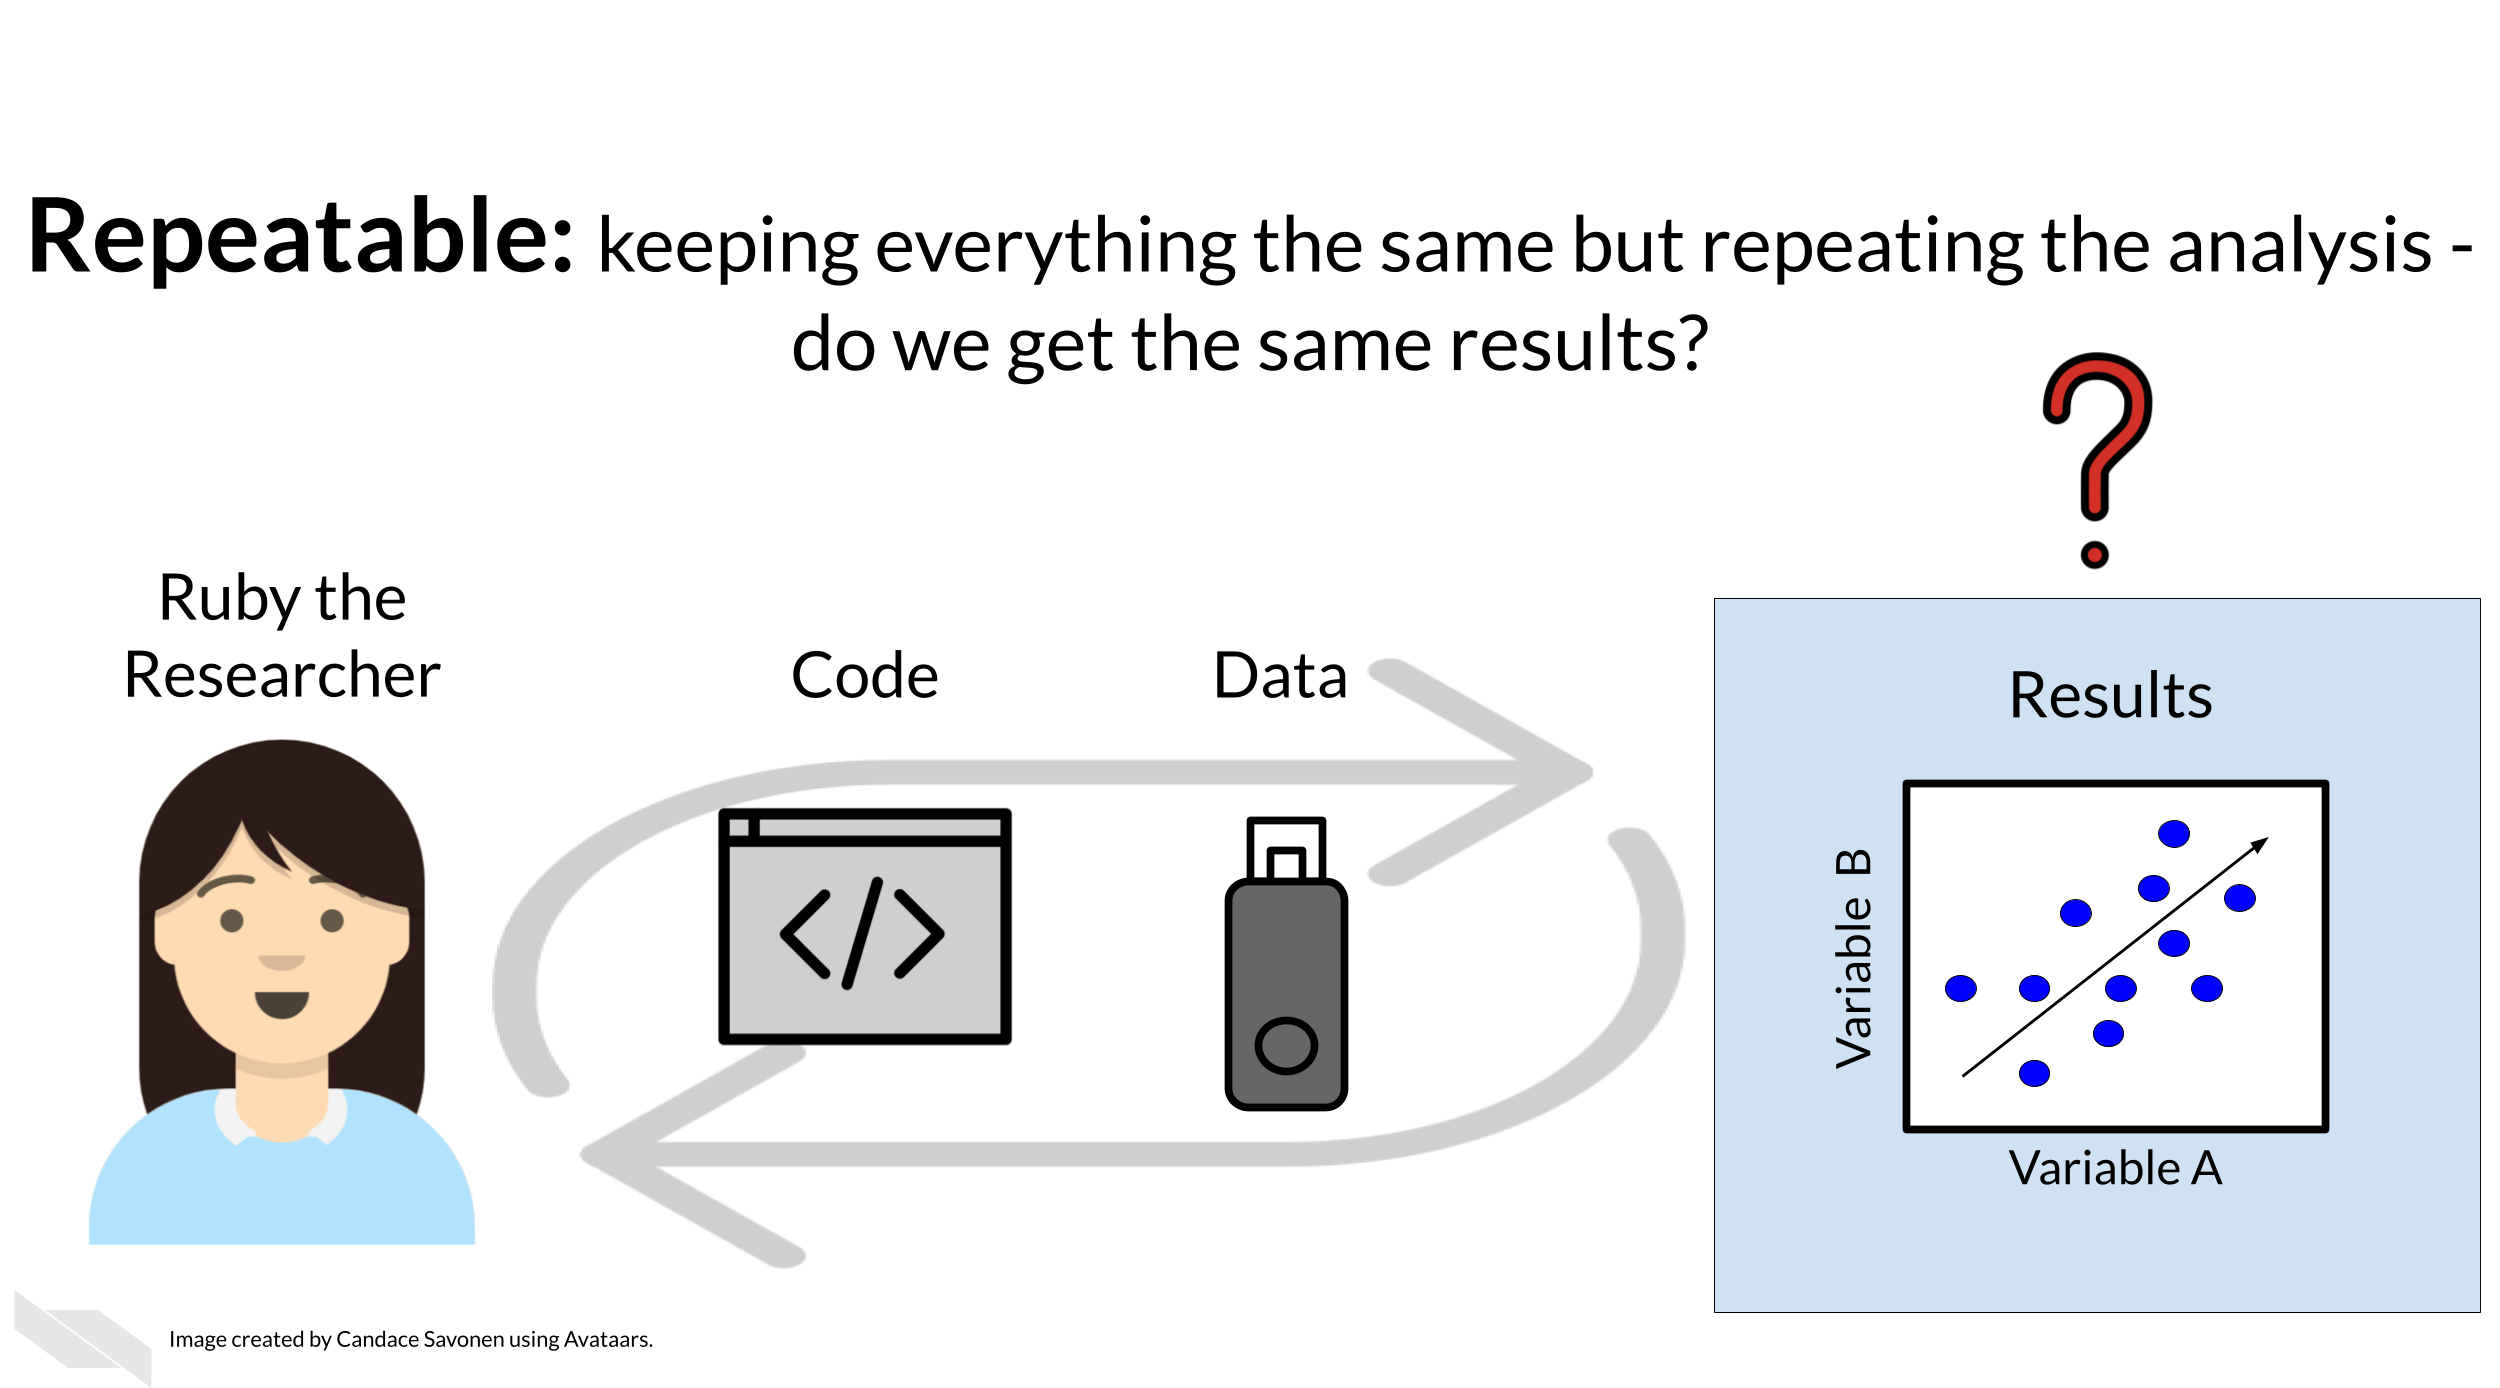 Repeatable: keeping everything the same but repeating the analysis -
do we get the same results?
Ruby the
Researcher
Code
Data
Results
Variable B
Variable A
Image created by Candace Savonen using Avataars.